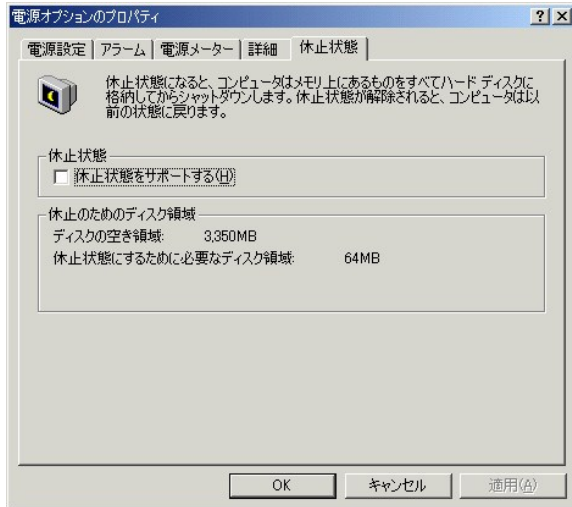 電源オプションのプロパティ
電源設定 アラーム 電源メーター 詳細 休止状態
休止状態になると、コンピュータはメモリ上にあるものをすべてハード ディスクに
格納してからシャットダウンします。休止状態が解除されると、コンピュータは以
前の状態に戻ります。
休止状態
休止状態をサポートする(H)
休止のためのディスク領域
ディスクの空き領域: 3,350MB
休止状態にするために必要なディスク領域: 64MB
OK キャンセル 適用(A)